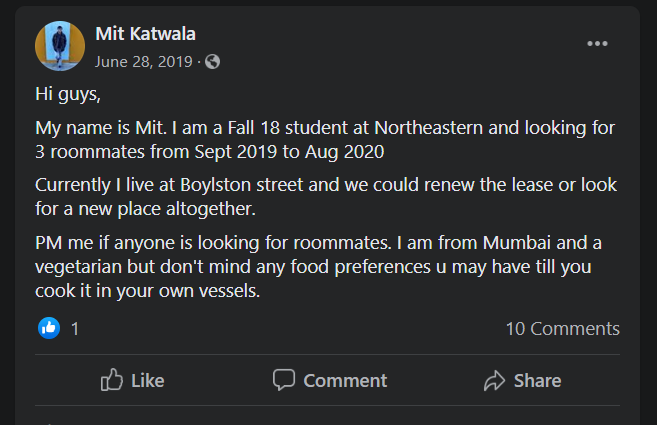 Mit Katwala
June 28, 2019 ·
Hi guys,
My name is Mit. I am a Fall 18 student at Northeastern and looking for
3 roommates from Sept 2019 to Aug 2020
Currently I live at Boylston street and we could renew the lease or look
for a new place altogether.
PM me if anyone is looking for roommates. I am from Mumbai and a
vegetarian but don't mind any food preferences u may have till you
cook it in your own vessels.
1
10 Comments
Like
Comment
Share